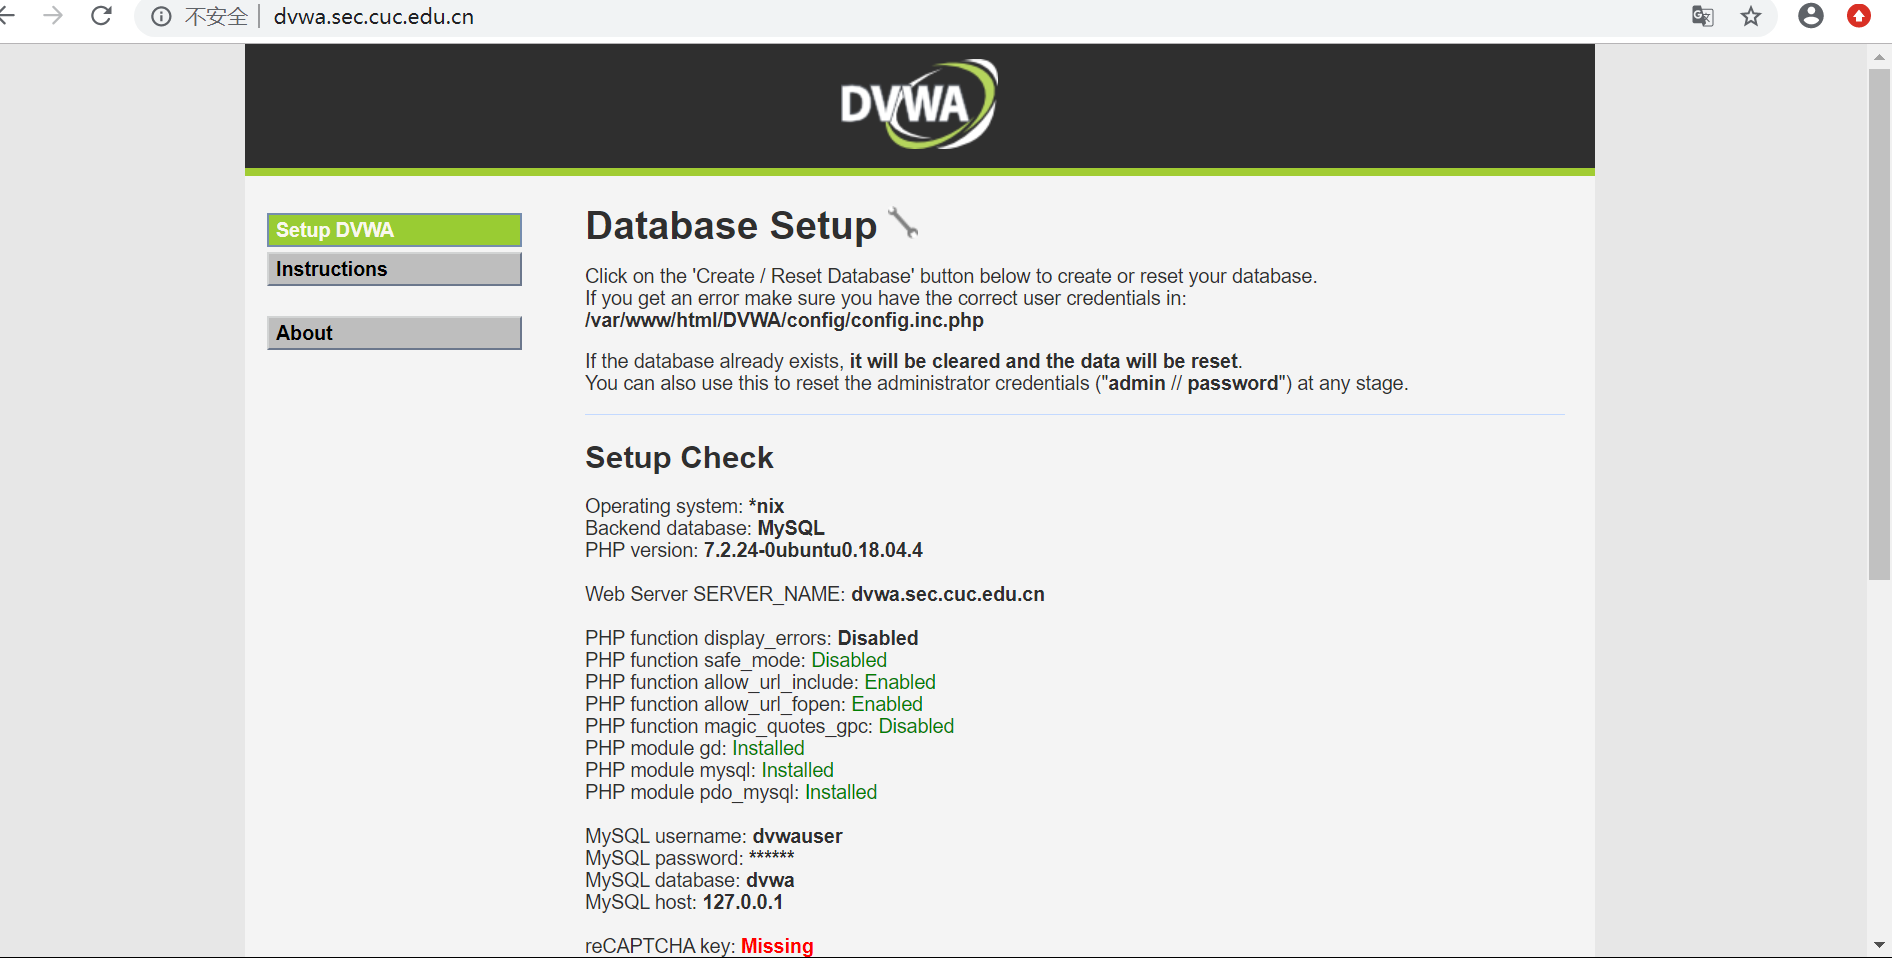 不安全 | dvwa.sec.cuc.edu.cn
DVWA
Setup DVWA
Instructions
About
Database Setup
Click on the 'Create / Reset Database' button below to create or reset your database.
If you get an error make sure you have the correct user credentials in:
/var/www/html/DVWA/config/config.inc.php
If the database already exists, it will be cleared and the data will be reset.
You can also use this to reset the administrator credentials ("admin // password") at any stage.
Setup Check
Operating system: *nix
Backend database: MySQL
PHP version: 7.2.24-0ubuntu0.18.04.4
Web Server SERVER_NAME: dvwa.sec.cuc.edu.cn
PHP function display_errors: Disabled
PHP function safe_mode: Disabled
PHP function allow_url_include: Enabled
PHP function allow_url_fopen: Enabled
PHP function magic_quotes_gpc: Disabled
PHP module gd: Installed
PHP module mysql: Installed
PHP module pdo_mysql: Installed
MySQL username: dvwauser
MySQL password: ******
MySQL database: dvwa
MySQL host: 127.0.0.1
reCAPTCHA key: Missing